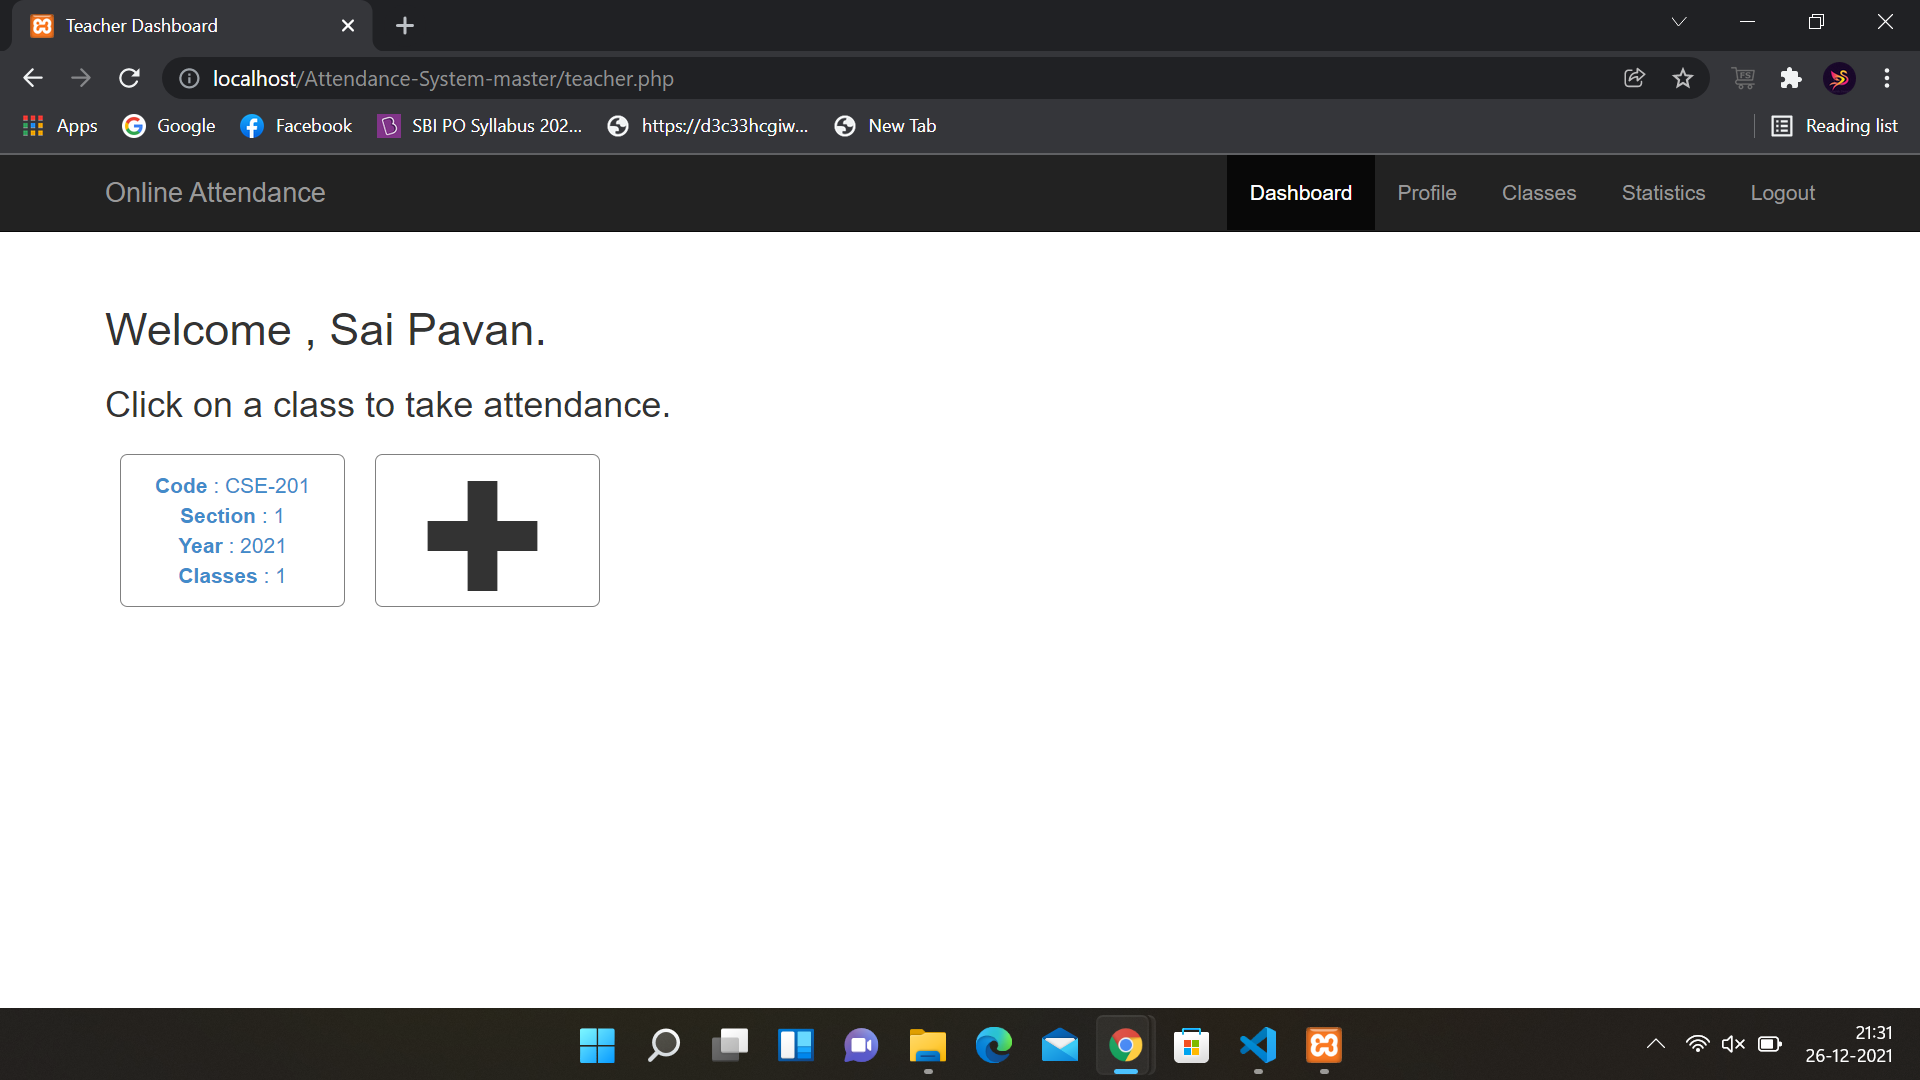 Teacher Dashboard
localhost/Attendance-System-master/teacher.php
Apps Google Facebook SBI PO Syllabus 202... https://d3c33hcgiw... New Tab Reading list
Online Attendance Dashboard Profile Classes Statistics Logout
Welcome , Sai Pavan.
Click on a class to take attendance.
Code : CSE-201
Section : 1
Year : 2021
Classes : 1
21:31
26-12-2021